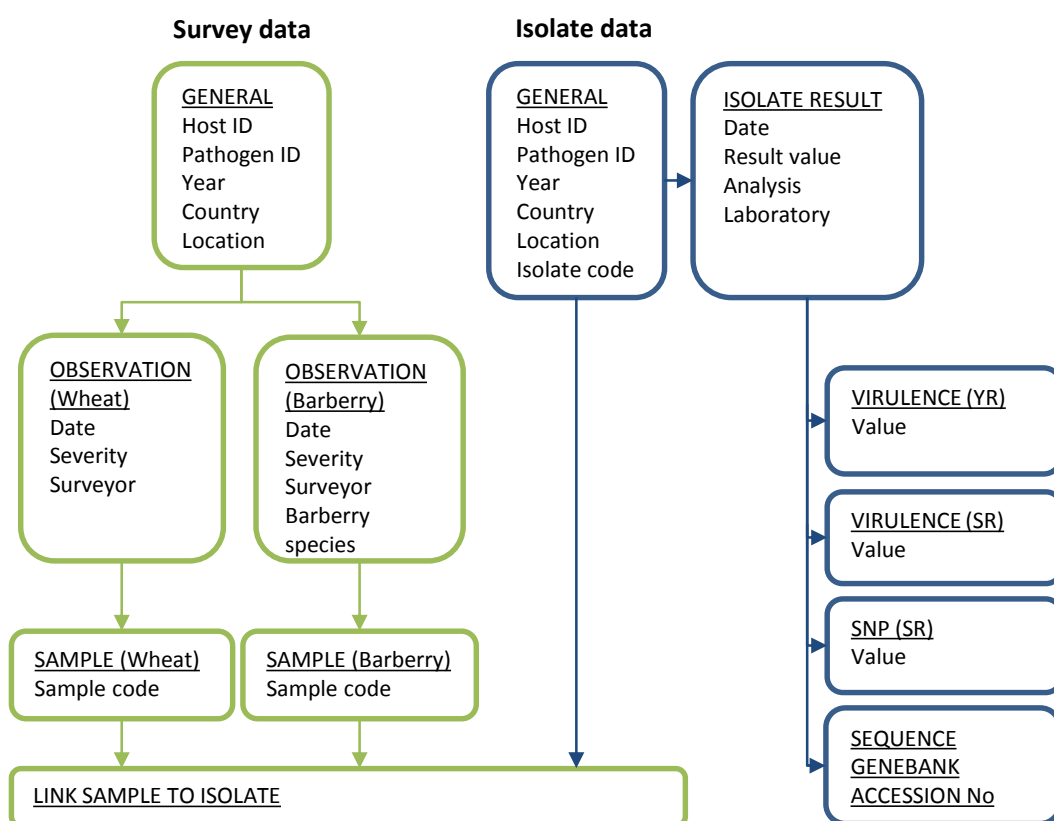 Survey data
GENERAL
Host ID
Pathogen ID
Year
Country
Location
OBSERVATION
(Wheat)
Date
Severity
Surveyor
OBSERVATION
(Barberry)
Date
Severity
Surveyor
Barberry
species
SAMPLE (Wheat)
Sample code
SAMPLE (Barberry)
Sample code
LINK SAMPLE TO ISOLATE
Isolate data
GENERAL
Host ID
Pathogen ID
Year
Country
Location
Isolate code
ISOLATE RESULT
Date
Result value
Analysis
Laboratory
VIRULENCE (YR)
Value
VIRULENCE (SR)
Value
SNP (SR)
Value
SEQUENCE
GENEBANK
ACCESSION No